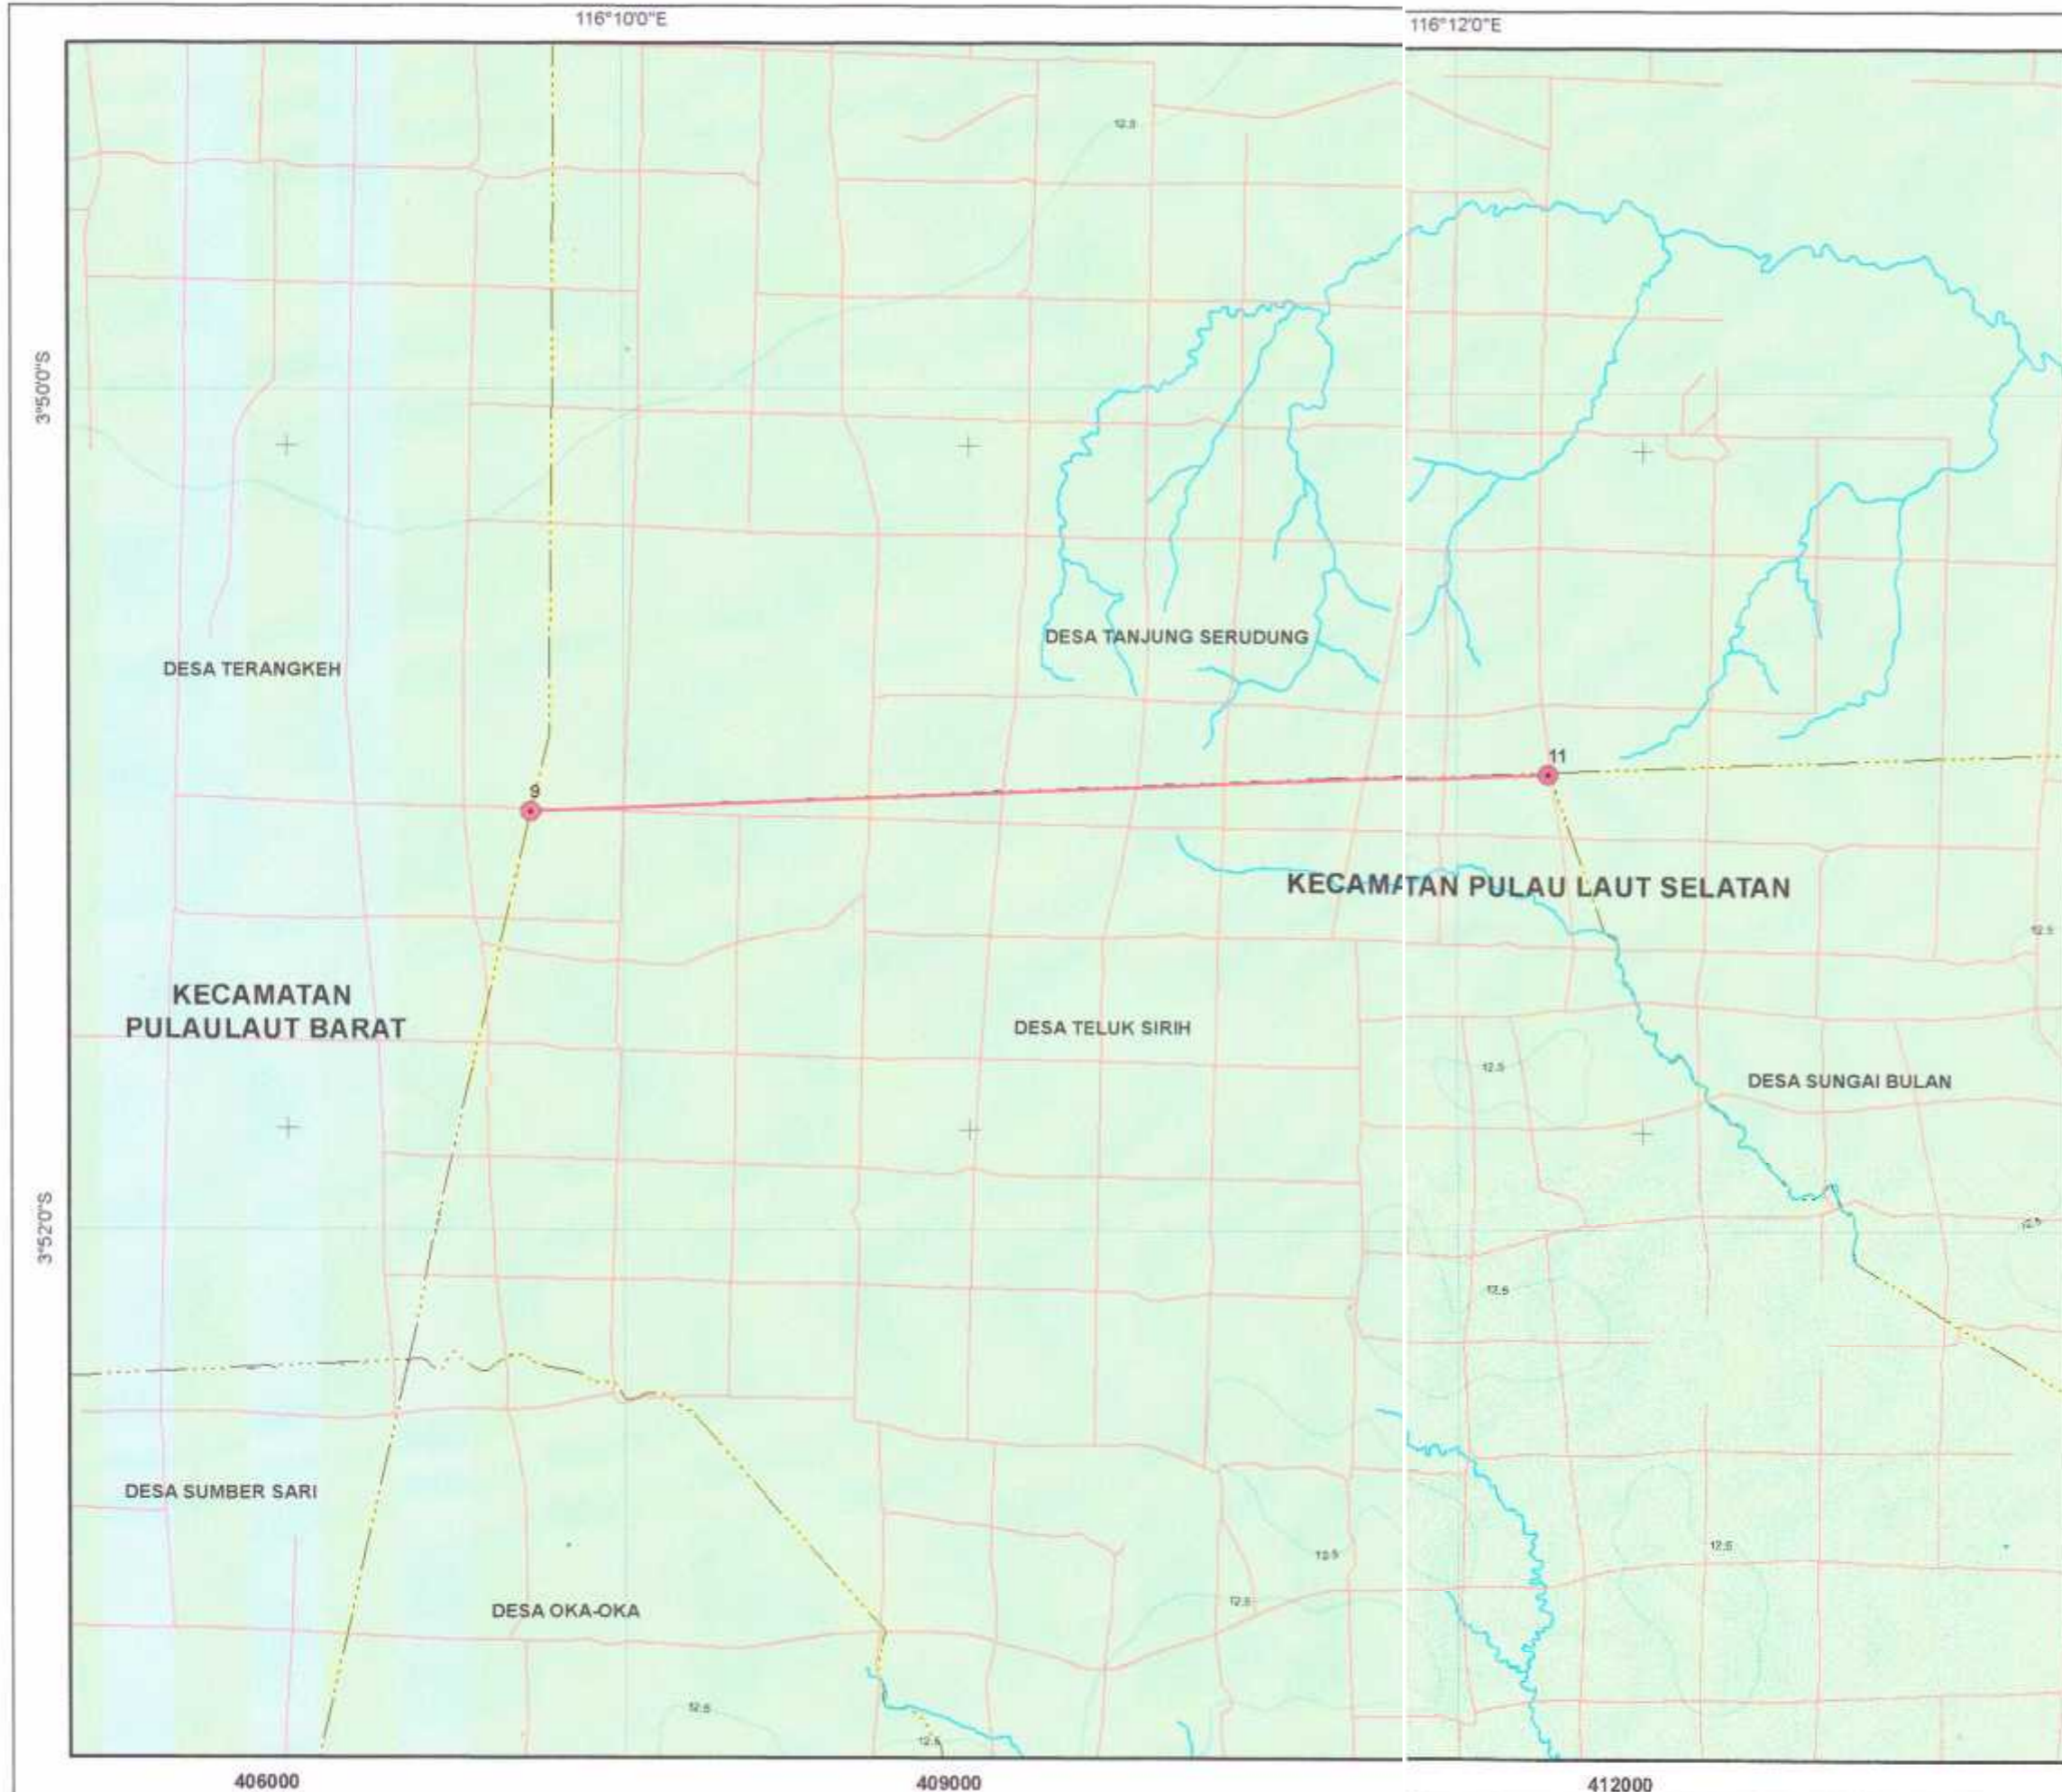 116°10'0"E
116°12'0"E
12.5
3°50'0"S
DESA TANJUNG SERUDUNG
DESA TERANGKEH
11
9
KECAMATAN PULAU LAUT SELATAN
12.5
KECAMATAN
PULAULAUT BARAT
DESA TELUK SIRIH
12.5
DESA SUNGAI BULAN
3°52'0"S
12.5
12.5
DESA SUMBER SARI
12.5
12.5
12.5
DESA OKA-OKA
12.5
12.5
406000
409000
412000